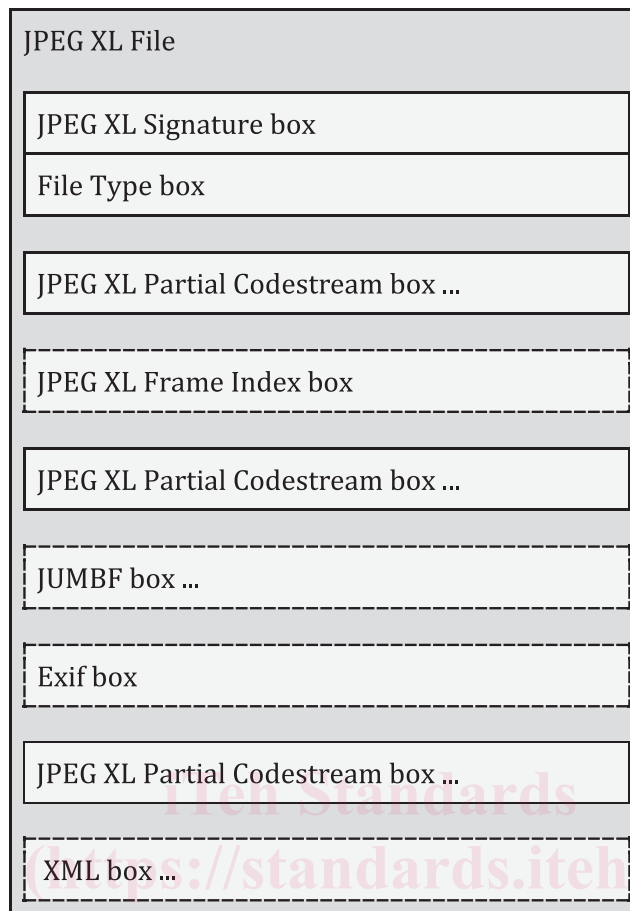 JPEG XL File
JPEG XL Signature box
File Type box
JPEG XL Partial Codestream box ...
JPEG XL Frame Index box
JPEG XL Partial Codestream box ...
JUMBF box ...
Exif box
JPEG XL Partial Codestream box ...
iTeh Standards
XML box ...
(https://standards.iteh